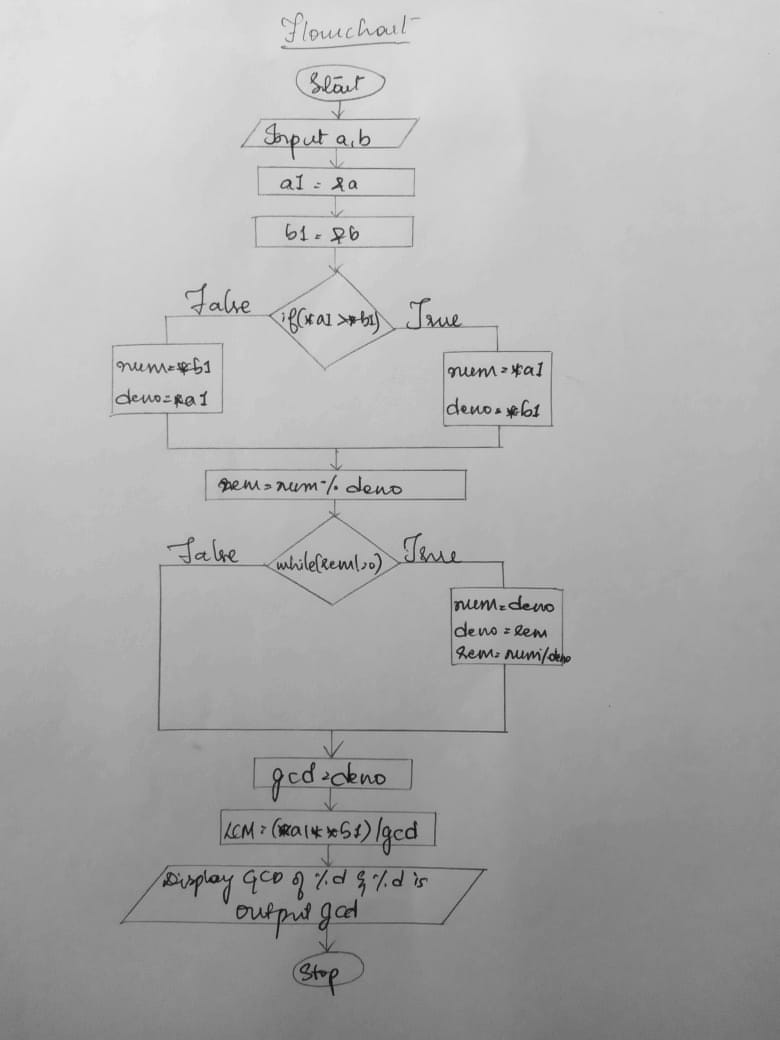 Flowchart
Start
Input a,b
a1 = &a
b1 = &b
if(*a1 > *b1)
False
True
num=*b1
deno=*a1
num=*a1
deno=*b1
rem=num% deno
while(rem!=0)
False
True
num=deno
deno=rem
rem=num%deno
gcd=deno
LCM=(*a1* *b1)/gcd
Display GCD of %d & %d is
output gcd
Stop